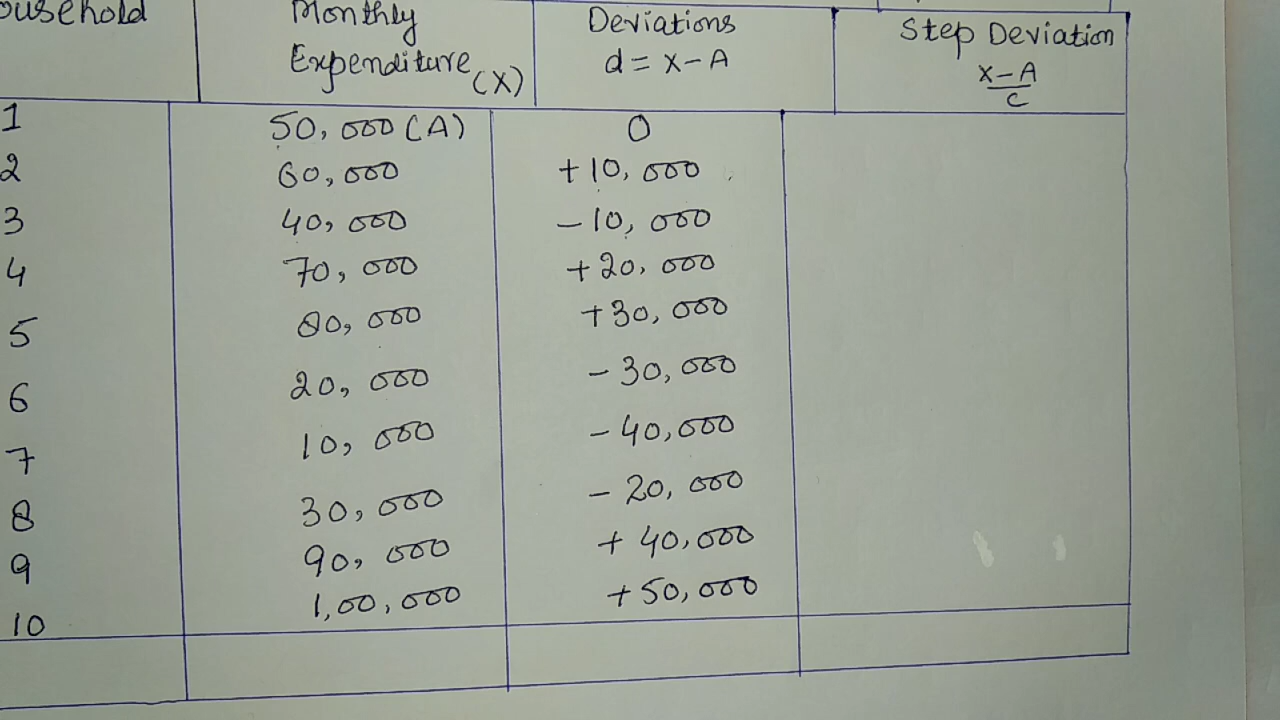 ousehold Monthly Expenditure (X) Deviations d = X-A Step Deviation X-A/C
1 50,000 (A) 0
2 60,000 +10,000
3 40,000 -10,000
4 70,000 +20,000
5 80,000 +30,000
6 20,000 -30,000
7 10,000 -40,000
8 30,000 -20,000
9 90,000 +40,000
10 1,00,000 +50,000